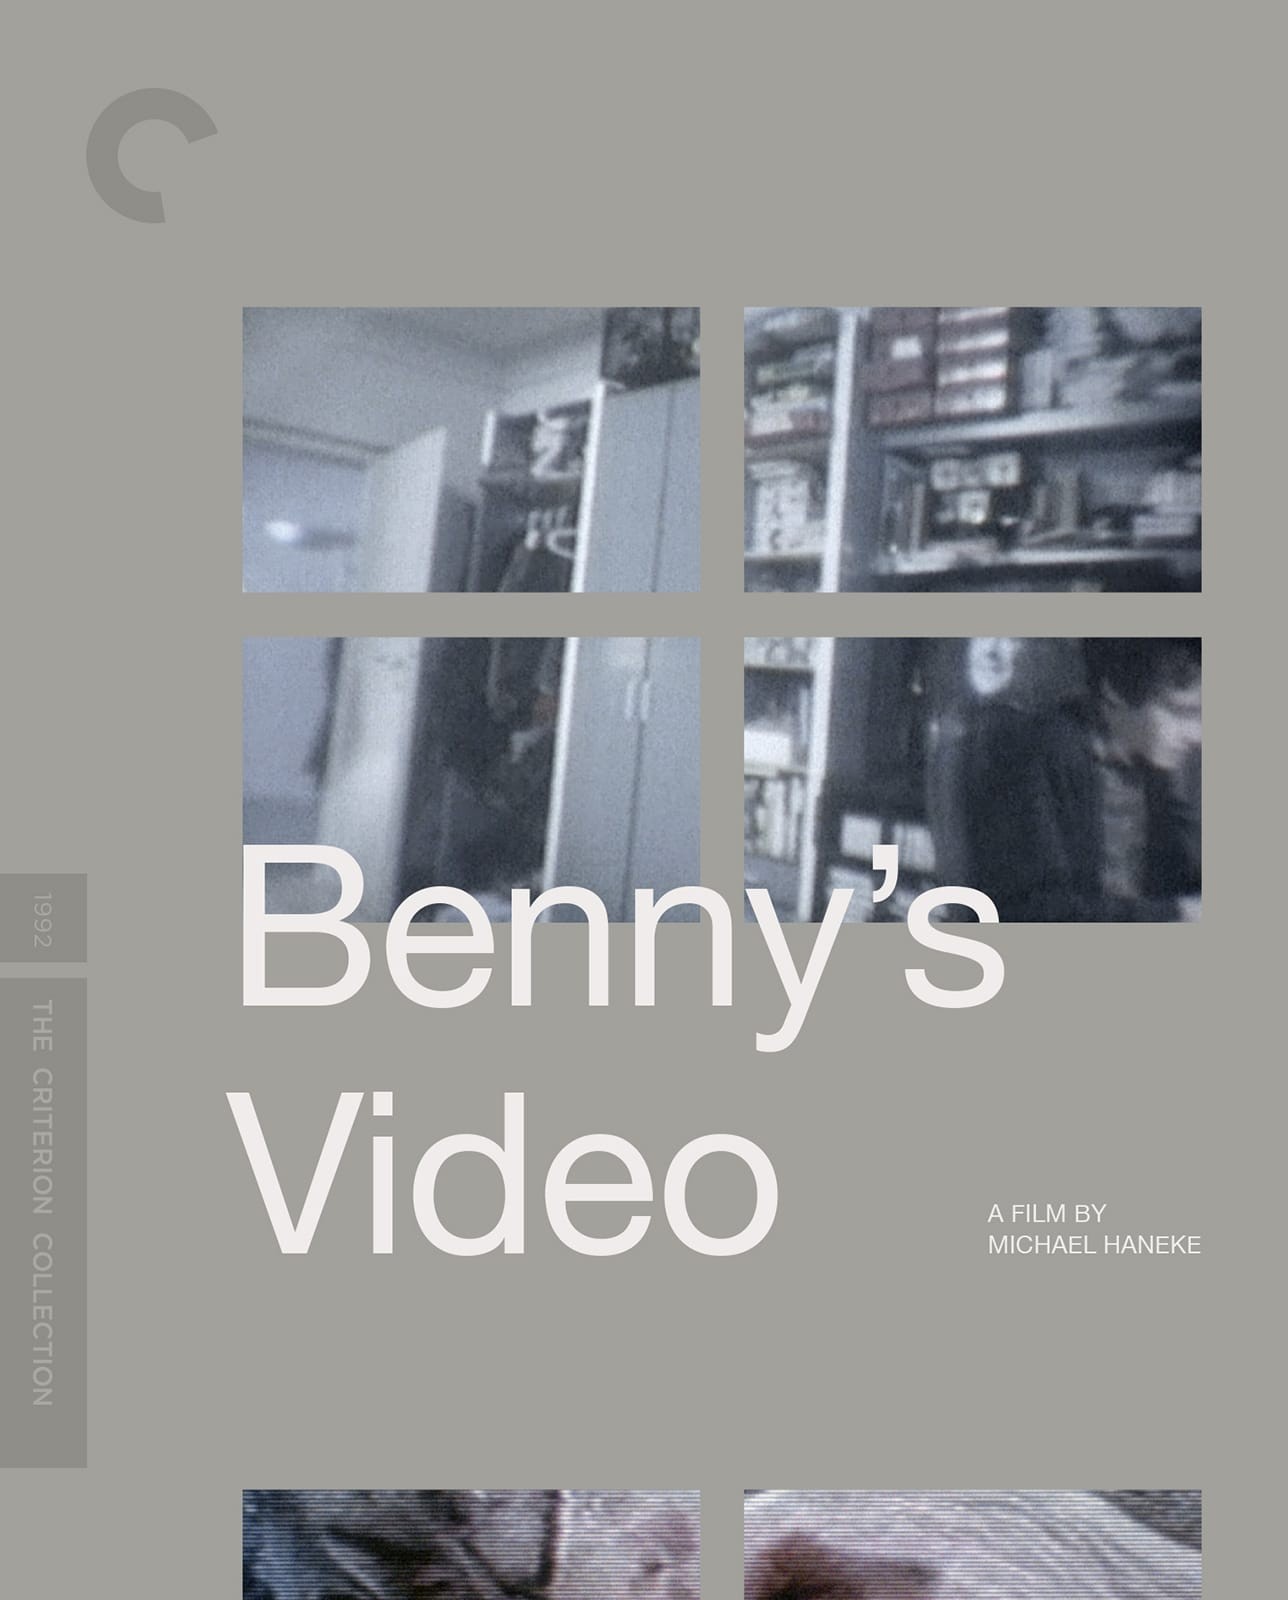 Benny’s
Video
A FILM BY
MICHAEL HANEKE
1992
THE CRITERION COLLECTION